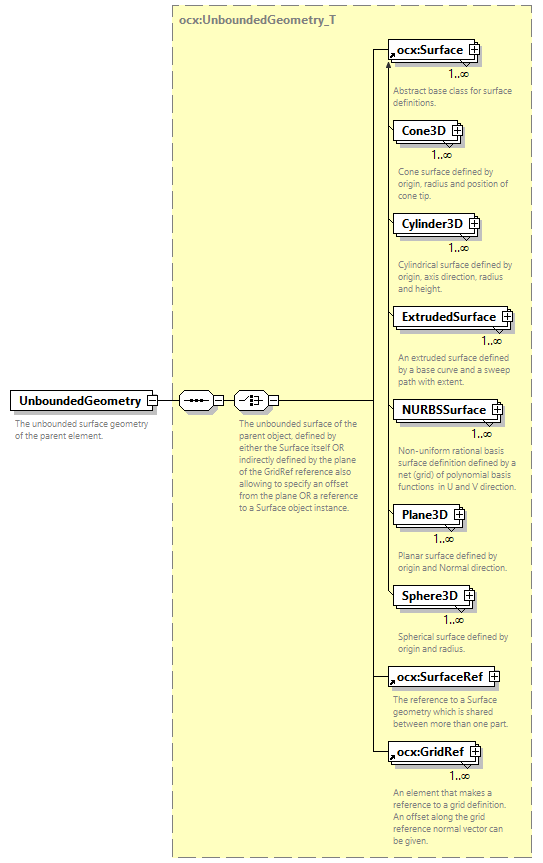 ocx:UnboundedGeometry_T
ocx:Surface
1..∞
Abstract base class for surface
definitions.
Cone3D
1..∞
Cone surface defined by
origin, radius and position of
cone tip.
Cylinder3D
1..∞
Cylindrical surface defined by
origin, axis direction, radius
and height.
ExtrudedSurface
1..∞
An extruded surface defined
by a base curve and a sweep
path with extent.
UnboundedGeometry
The unbounded surface geometry
of the parent element.
The unbounded surface of the
parent object, defined by
either the Surface itself OR
indirectly defined by the plane
of the GridRef reference also
allowing to specify an offset
from the plane OR a reference
to a Surface object instance.
NURBSSurface
1..∞
Non-uniform rational basis
surface definition defined by a
net (grid) of polynomial basis
functions  in U and V direction.
Plane3D
1..∞
Planar surface defined by
origin and Normal direction.
Sphere3D
1..∞
Spherical surface defined by
origin and radius.
ocx:SurfaceRef
The reference to a Surface
geometry which is shared
between more than one part.
ocx:GridRef
1..∞
An element that makes a
reference to a grid definition.
An offset along the grid
reference normal vector can
be given.